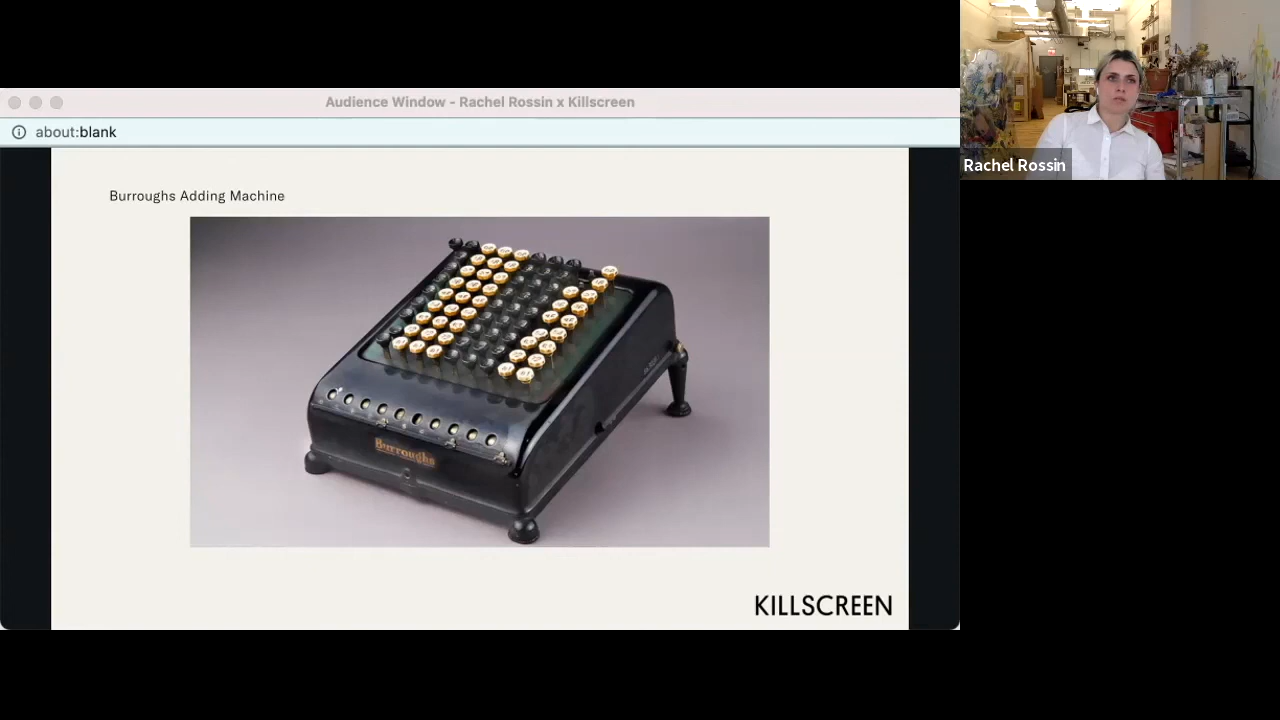 Audience Window - Rachel Rossin x Killscreen
about:blank
Rachel Rossin
Burroughs Adding Machine
Burroughs
KILLSCREEN